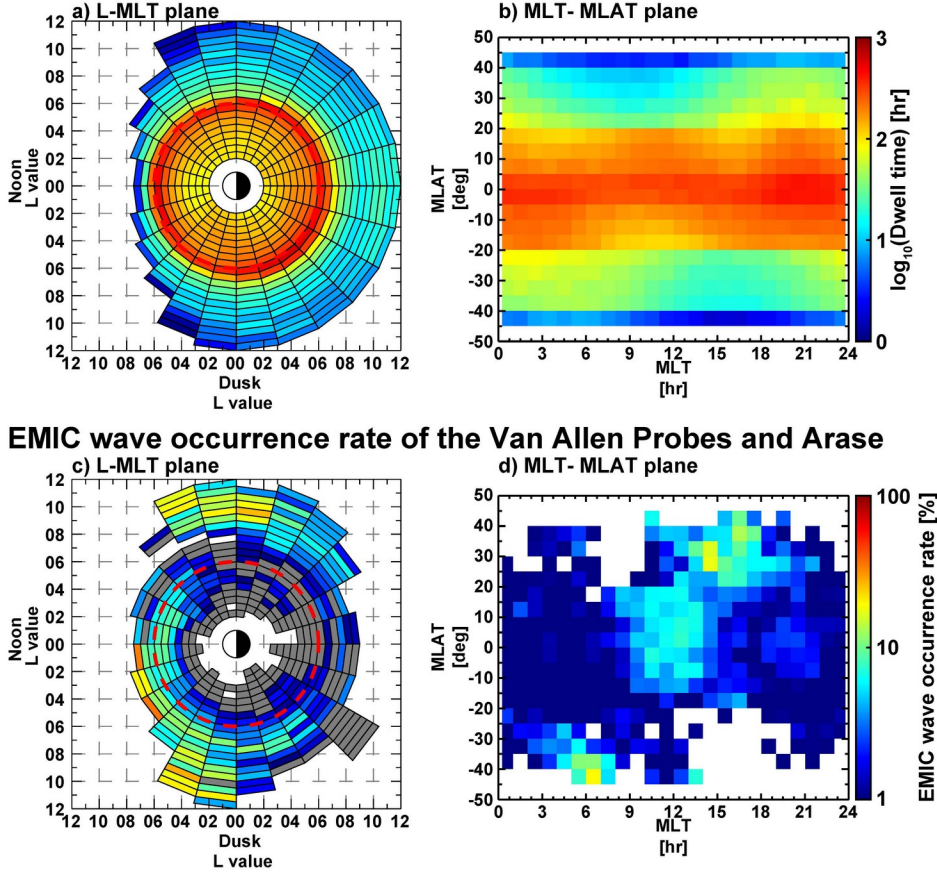 a) L-MLT plane
b) MLT- MLAT plane
12
10
08
06
04
02
00
02
04
06
08
10
12
Noon
L value
12 10 08 06 04 02 00 02 04 06 08 10 12
Dusk
L value
50
40
30
20
10
0
-10
-20
-30
-40
-50
MLAT
[deg]
0 3 6 9 12 15 18 21 24
MLT
[hr]
3
2
1
0
log10(Dwell time) [hr]
EMIC wave occurrence rate of the Van Allen Probes and Arase
c) L-MLT plane
d) MLT- MLAT plane
12
10
08
06
04
02
00
02
04
06
08
10
12
Noon
L value
12 10 08 06 04 02 00 02 04 06 08 10 12
Dusk
L value
50
40
30
20
10
0
-10
-20
-30
-40
-50
MLAT
[deg]
0 3 6 9 12 15 18 21 24
MLT
[hr]
100
10
1
EMIC wave occurrence rate [%]